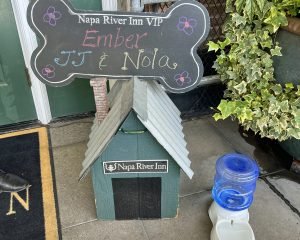 Napa River Inn VIP
Ember
JJ & Nola
Napa River Inn
N